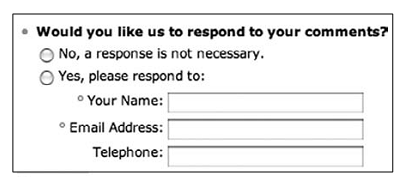 Would you like us to respond to your comments?
No, a response is not necessary.
Yes, please respond to:
Your Name:
Email Address:
Telephone: